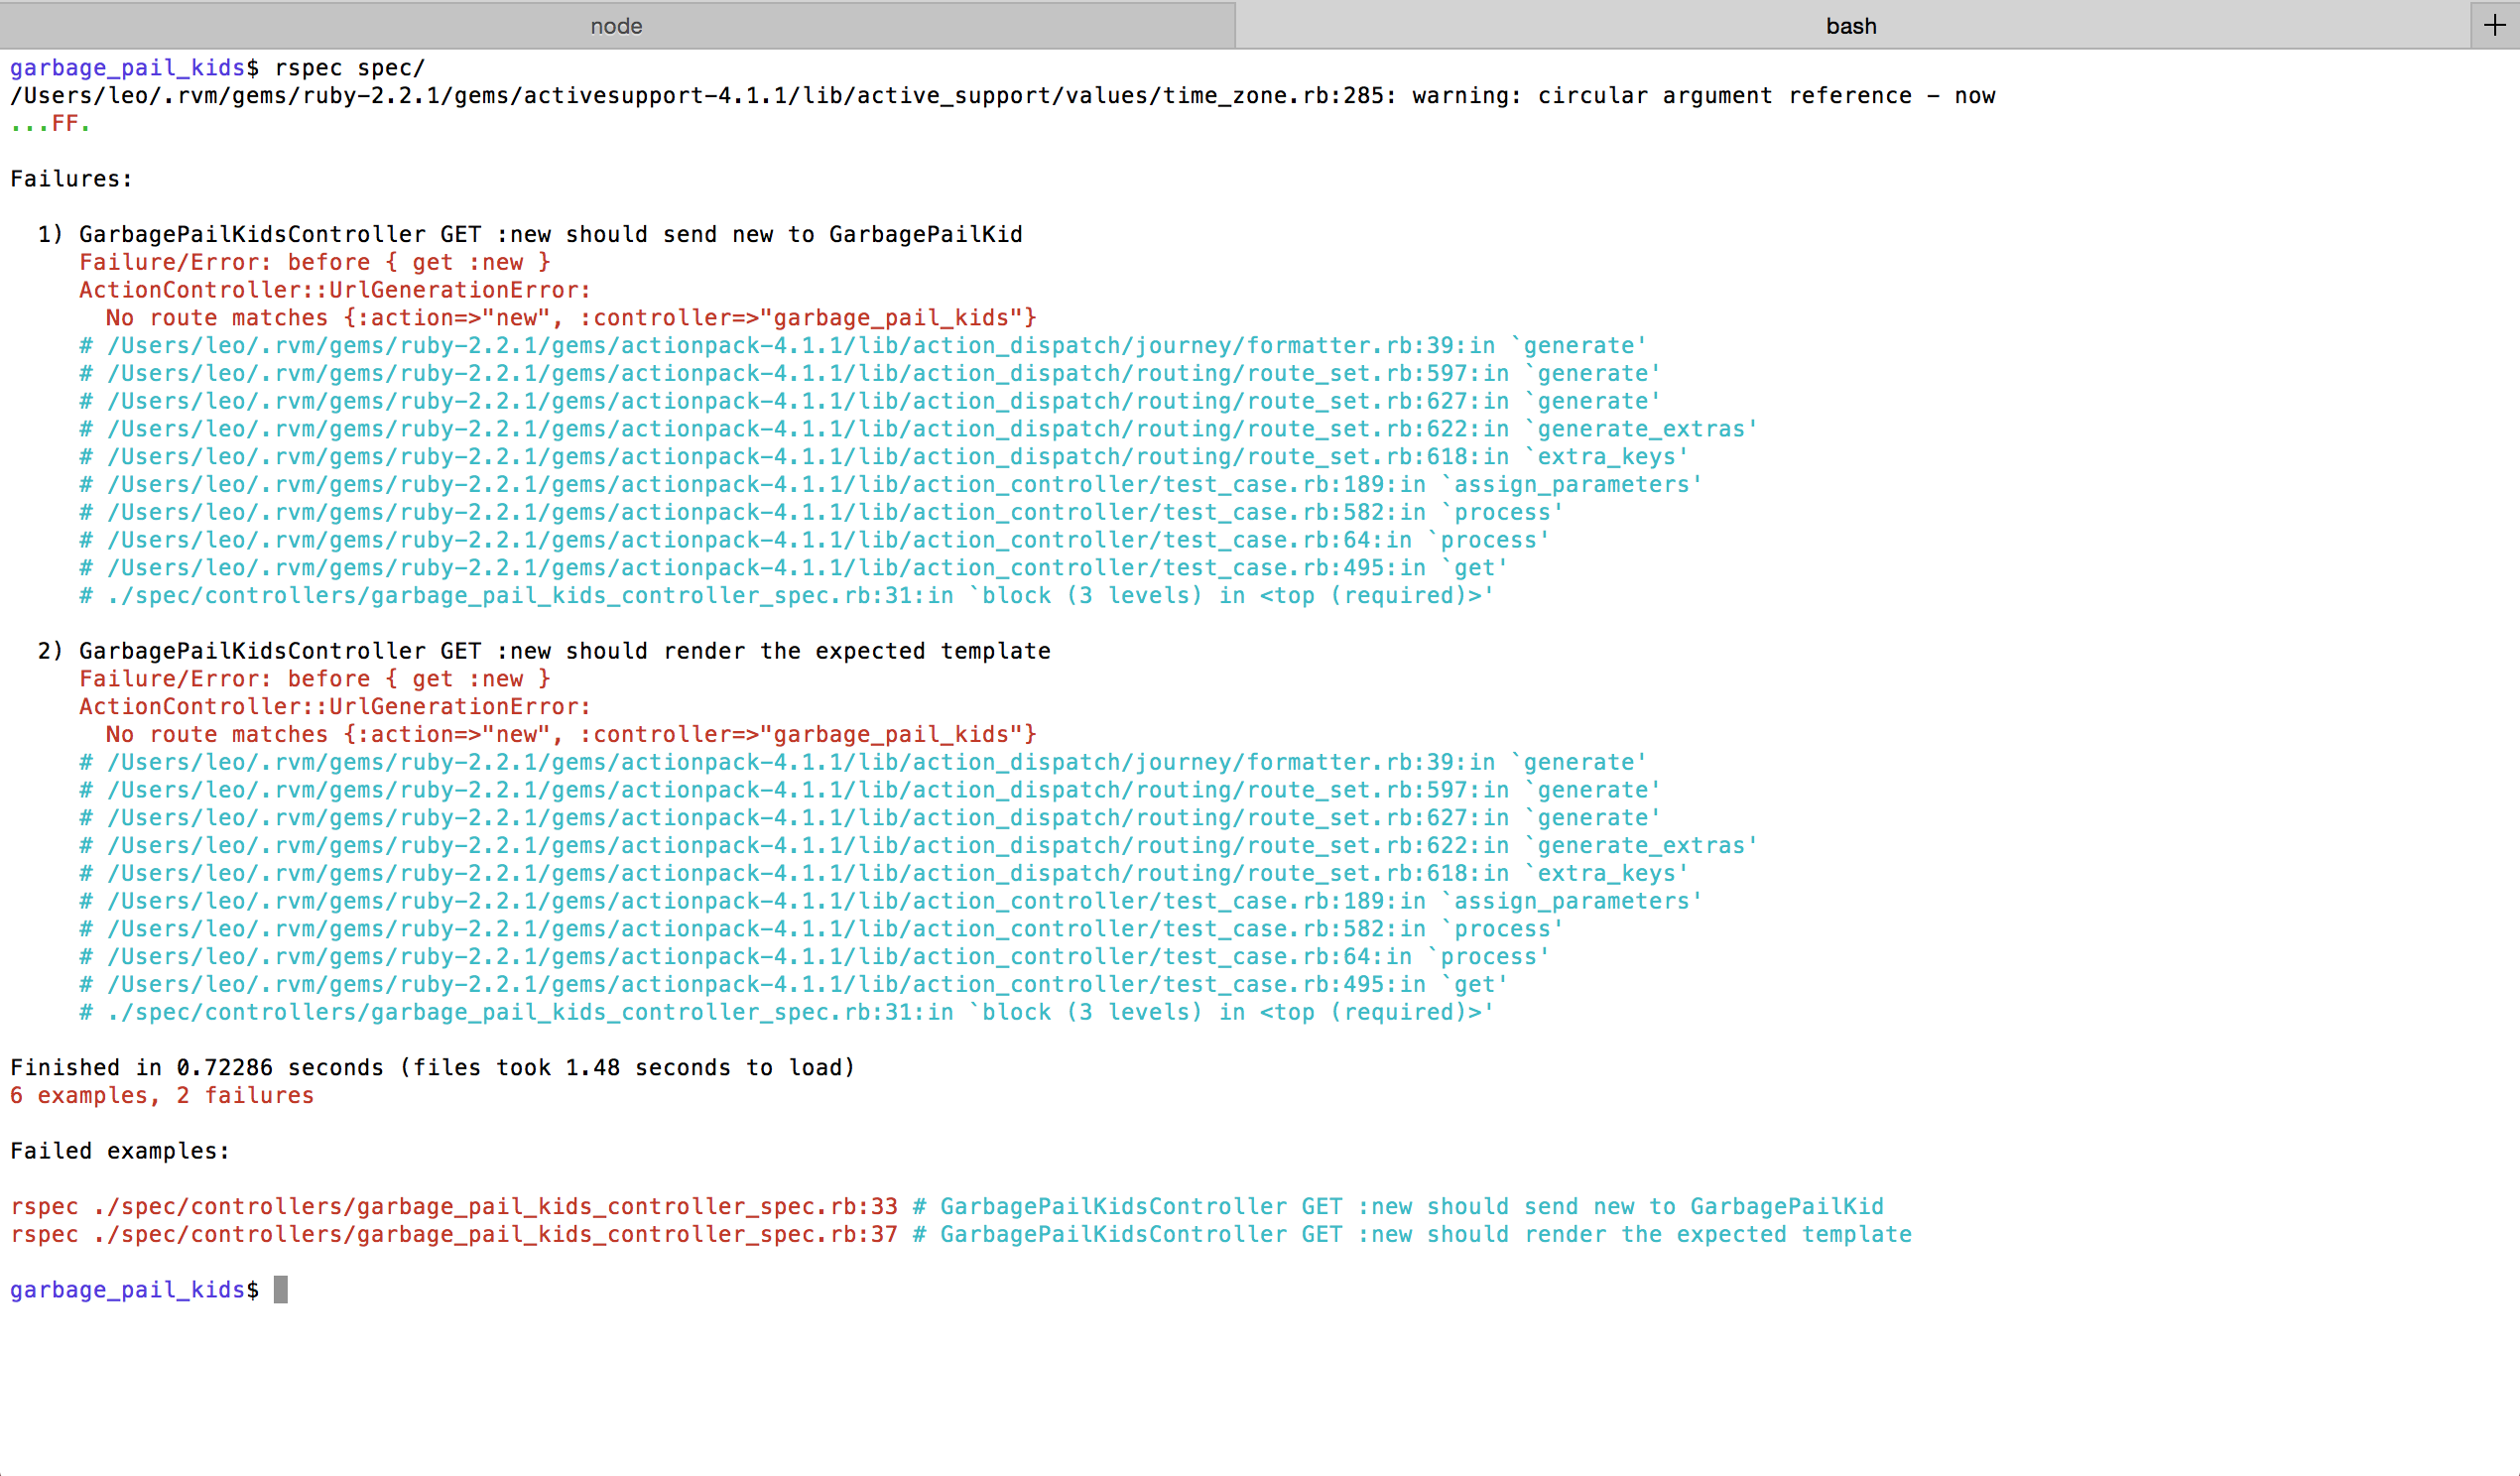 node
bash
+
garbage_pail_kids$ rspec spec/
/Users/leo/.rvm/gems/ruby-2.2.1/gems/activesupport-4.1.1/lib/active_support/values/time_zone.rb:285: warning: circular argument reference - now
...FF.
Failures:
1) GarbagePailKidsController GET :new should send new to GarbagePailKid
Failure/Error: before { get :new }
ActionController::UrlGenerationError:
No route matches {:action=>"new", :controller=>"garbage_pail_kids"}
# /Users/leo/.rvm/gems/ruby-2.2.1/gems/actionpack-4.1.1/lib/action_dispatch/journey/formatter.rb:39:in `generate'
# /Users/leo/.rvm/gems/ruby-2.2.1/gems/actionpack-4.1.1/lib/action_dispatch/routing/route_set.rb:597:in `generate'
# /Users/leo/.rvm/gems/ruby-2.2.1/gems/actionpack-4.1.1/lib/action_dispatch/routing/route_set.rb:627:in `generate'
# /Users/leo/.rvm/gems/ruby-2.2.1/gems/actionpack-4.1.1/lib/action_dispatch/routing/route_set.rb:622:in `generate_extras'
# /Users/leo/.rvm/gems/ruby-2.2.1/gems/actionpack-4.1.1/lib/action_dispatch/routing/route_set.rb:618:in `extra_keys'
# /Users/leo/.rvm/gems/ruby-2.2.1/gems/actionpack-4.1.1/lib/action_controller/test_case.rb:189:in `assign_parameters'
# /Users/leo/.rvm/gems/ruby-2.2.1/gems/actionpack-4.1.1/lib/action_controller/test_case.rb:582:in `process'
# /Users/leo/.rvm/gems/ruby-2.2.1/gems/actionpack-4.1.1/lib/action_controller/test_case.rb:64:in `process'
# /Users/leo/.rvm/gems/ruby-2.2.1/gems/actionpack-4.1.1/lib/action_controller/test_case.rb:495:in `get'
# ./spec/controllers/garbage_pail_kids_controller_spec.rb:31:in `block (3 levels) in <top (required)>'
2) GarbagePailKidsController GET :new should render the expected template
Failure/Error: before { get :new }
ActionController::UrlGenerationError:
No route matches {:action=>"new", :controller=>"garbage_pail_kids"}
# /Users/leo/.rvm/gems/ruby-2.2.1/gems/actionpack-4.1.1/lib/action_dispatch/journey/formatter.rb:39:in `generate'
# /Users/leo/.rvm/gems/ruby-2.2.1/gems/actionpack-4.1.1/lib/action_dispatch/routing/route_set.rb:597:in `generate'
# /Users/leo/.rvm/gems/ruby-2.2.1/gems/actionpack-4.1.1/lib/action_dispatch/routing/route_set.rb:627:in `generate'
# /Users/leo/.rvm/gems/ruby-2.2.1/gems/actionpack-4.1.1/lib/action_dispatch/routing/route_set.rb:622:in `generate_extras'
# /Users/leo/.rvm/gems/ruby-2.2.1/gems/actionpack-4.1.1/lib/action_dispatch/routing/route_set.rb:618:in `extra_keys'
# /Users/leo/.rvm/gems/ruby-2.2.1/gems/actionpack-4.1.1/lib/action_controller/test_case.rb:189:in `assign_parameters'
# /Users/leo/.rvm/gems/ruby-2.2.1/gems/actionpack-4.1.1/lib/action_controller/test_case.rb:582:in `process'
# /Users/leo/.rvm/gems/ruby-2.2.1/gems/actionpack-4.1.1/lib/action_controller/test_case.rb:64:in `process'
# /Users/leo/.rvm/gems/ruby-2.2.1/gems/actionpack-4.1.1/lib/action_controller/test_case.rb:495:in `get'
# ./spec/controllers/garbage_pail_kids_controller_spec.rb:31:in `block (3 levels) in <top (required)>'
Finished in 0.72286 seconds (files took 1.48 seconds to load)
6 examples, 2 failures
Failed examples:
rspec ./spec/controllers/garbage_pail_kids_controller_spec.rb:33 # GarbagePailKidsController GET :new should send new to GarbagePailKid
rspec ./spec/controllers/garbage_pail_kids_controller_spec.rb:37 # GarbagePailKidsController GET :new should render the expected template
garbage_pail_kids$